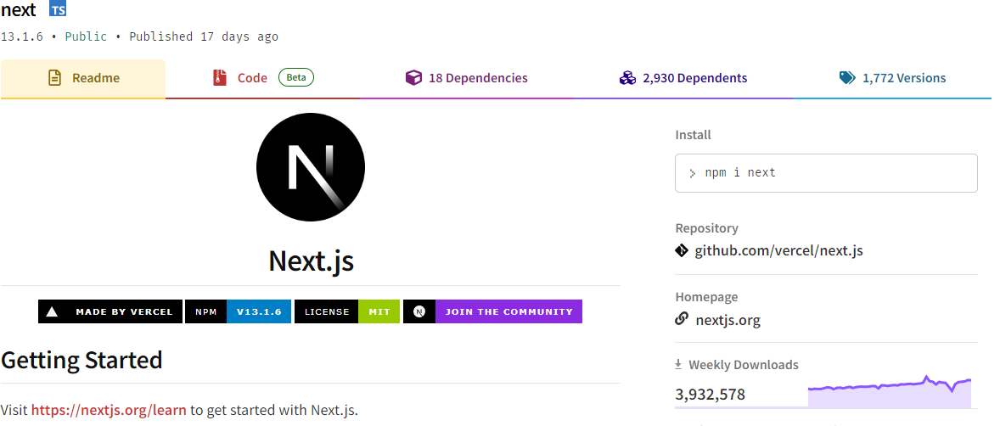 next TS
13.1.6 • Public • Published 17 days ago
Readme
Code Beta
18 Dependencies
2,930 Dependents
1,772 Versions
N
Next.js
MADE BY VERCEL NPM V13.1.6 LICENSE MIT N JOIN THE COMMUNITY
Getting Started
Visit https://nextjs.org/learn to get started with Next.js.
Install
> npm i next
Repository
github.com/vercel/next.js
Homepage
nextjs.org
Weekly Downloads
3,932,578